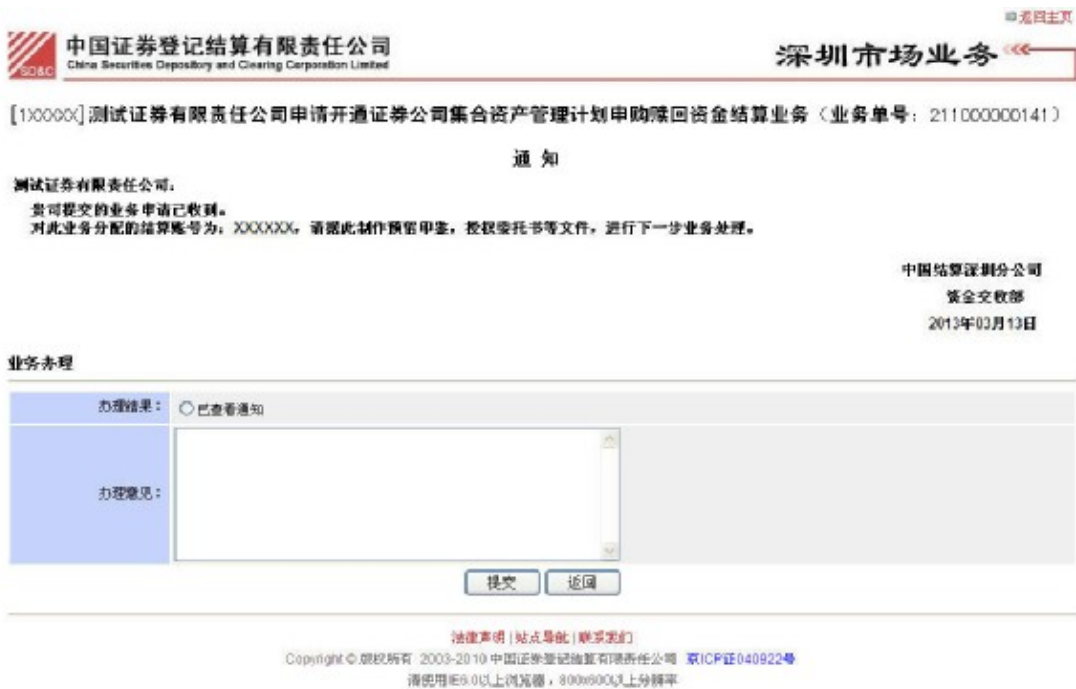 返回主页
中国证券登记结算有限责任公司
China Securities Depository and Clearing Corporation Limited
SD&C
深圳市场业务
[1XXXXX]测试证券有限责任公司申请开通证券公司集合资产管理计划申购赎回资金结算业务（业务单号：211000000141）
通 知
测试证券有限责任公司：
贵司提交的业务申请已收到。
对此业务分配的结算账号为：XXXXXX，请据此制作预留印鉴，授权委托书等文件，进行下一步业务处理。
中国结算深圳分公司
资金交收部
2013年03月13日
业务办理
办理结果：
已查看通知
办理意见：
提交
返回
法律声明 | 站点导航 | 联系我们
Copyright © 版权所有 2003-2010 中国证券登记结算有限责任公司 京ICP证040922号
请使用IE6.0以上浏览器，800x600以上分辨率